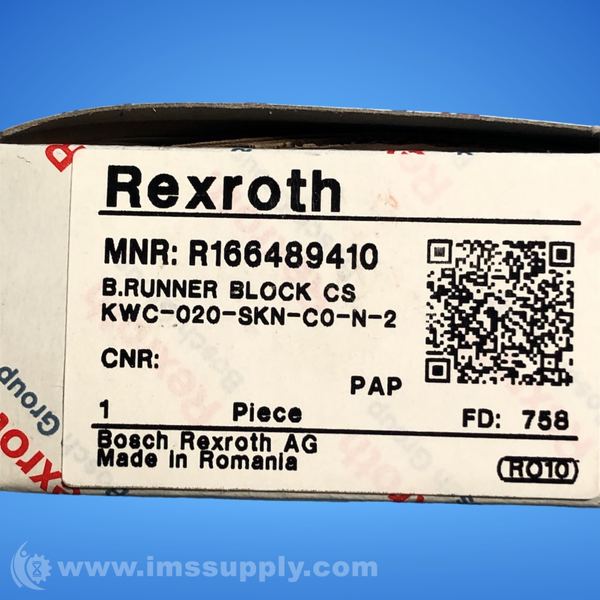 Rexroth
MNR: R166489410
B.RUNNER BLOCK CS
KWC-020-SKN-C0-N-2
CNR:
PAP
1 Piece FD: 758
Bosch Rexroth AG
Made in Romania
(RO10)
www.imssupply.com